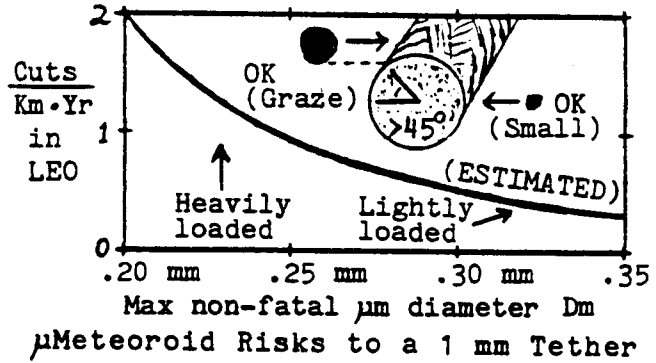 2
Cuts
Km·Yr
in
LEO
1
0
OK
(Graze)
>45°
OK
(Small)
(ESTIMATED)
Heavily
loaded
Lightly
loaded
.20 mm .25 mm .30 mm .35
Max non-fatal μm diameter Dm
μMeteoroid Risks to a 1 mm Tether